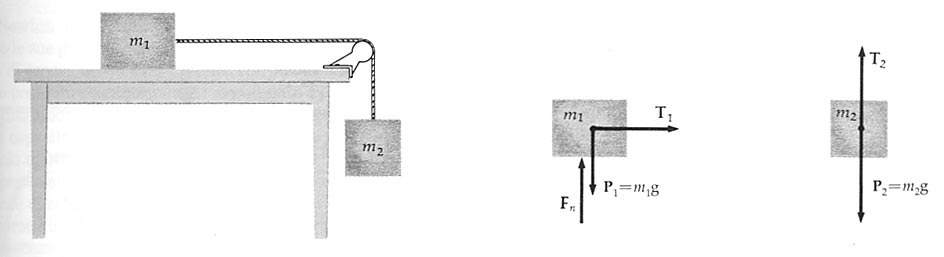 m₁
m₂
m₁
T₁
P₁=m₁g
Fₙ
T₂
m₂
P₂=m₂g